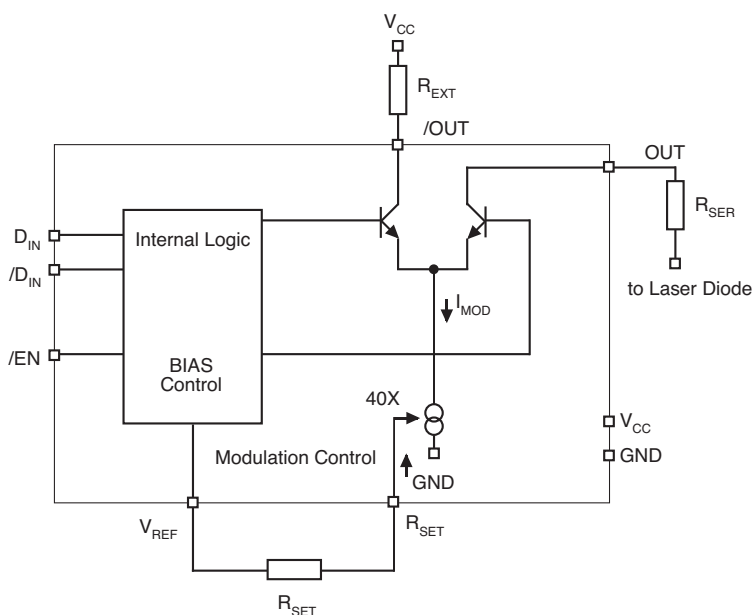 V_CC
R_EXT
/OUT
OUT
R_SER
D_IN
Internal Logic
/D_IN
to Laser Diode
I_MOD
/EN
BIAS
Control
40X
V_CC
Modulation Control
GND
GND
V_REF
R_SET
R_SET